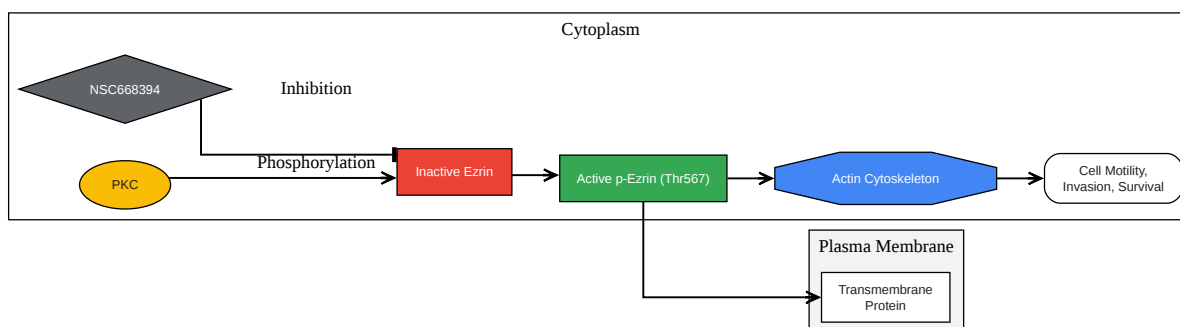 Cytoplasm
NSC668394
Inhibition
Phosphorylation
PKC
Inactive Ezrin
Active p-Ezrin (Thr567)
Actin Cytoskeleton
Cell Motility,
Invasion, Survival
Plasma Membrane
Transmembrane
Protein